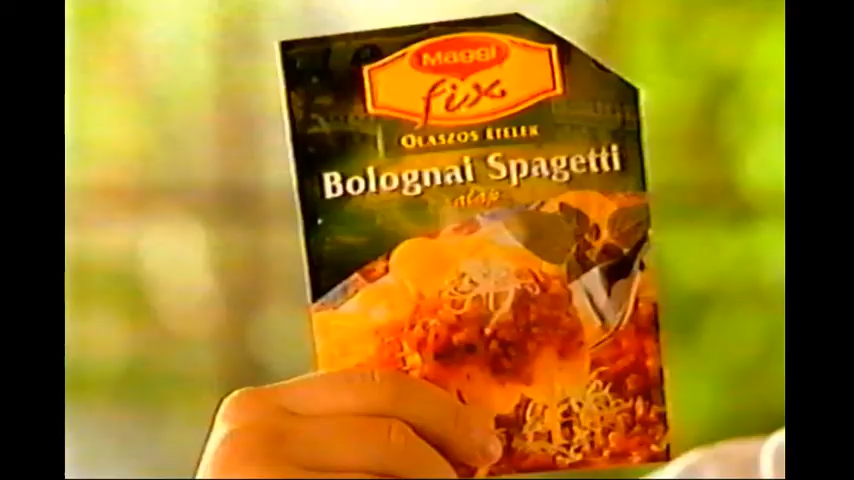 MAGGI
fix
OLASZOS ÉTELEK
Bolognai Spagetti
alap